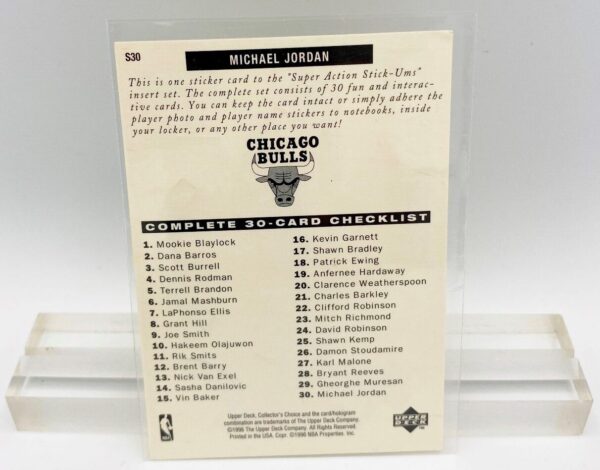 S30
MICHAEL JORDAN
This is one sticker card to the "Super Action Stick-Ums"
insert set. The complete set consists of 30 fun and interac-
tive cards. You can keep the card intact or simply adhere the
player photo and player name stickers to notebooks, inside
your locker, or any other place you want!
CHICAGO
BULLS
COMPLETE 30-CARD CHECKLIST
1. Mookie Blaylock
2. Dana Barros
3. Scott Burrell
4. Dennis Rodman
5. Terrell Brandon
6. Jamal Mashburn
7. LaPhonso Ellis
8. Grant Hill
9. Joe Smith
10. Hakeem Olajuwon
11. Rik Smits
12. Brent Barry
13. Nick Van Exel
14. Sasha Danilovic
15. Vin Baker
16. Kevin Garnett
17. Shawn Bradley
18. Patrick Ewing
19. Anfernee Hardaway
20. Clarence Weatherspoon
21. Charles Barkley
22. Clifford Robinson
23. Mitch Richmond
24. David Robinson
25. Shawn Kemp
26. Damon Stoudamire
27. Karl Malone
28. Bryant Reeves
29. Gheorghe Muresan
30. Michael Jordan
Upper Deck, Collector's Choice and the card/hologram
combination are trademarks of The Upper Deck Company.
©1996 The Upper Deck Company. All Rights Reserved.
Printed in the USA. Copr. ©1996 NBA Properties, Inc.
NBA
UPPER
DECK
TM